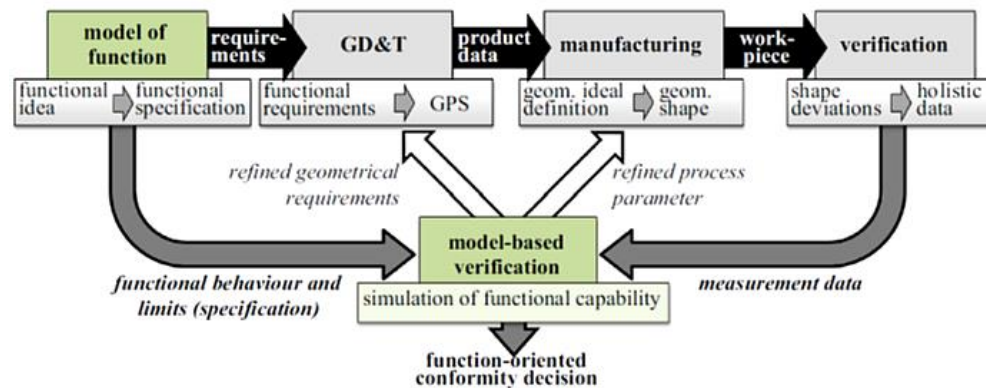 model of
function
require-
ments
GD&T
product
data
manufacturing
work-
piece
verification
functional
idea
functional
specification
functional
requirements
GPS
geom. ideal
definition
geom.
shape
shape
deviations
holistic
data
refined geometrical
requirements
refined process
parameter
model-based
verification
simulation of functional capability
functional behaviour and
limits (specification)
measurement data
function-oriented
conformity decision